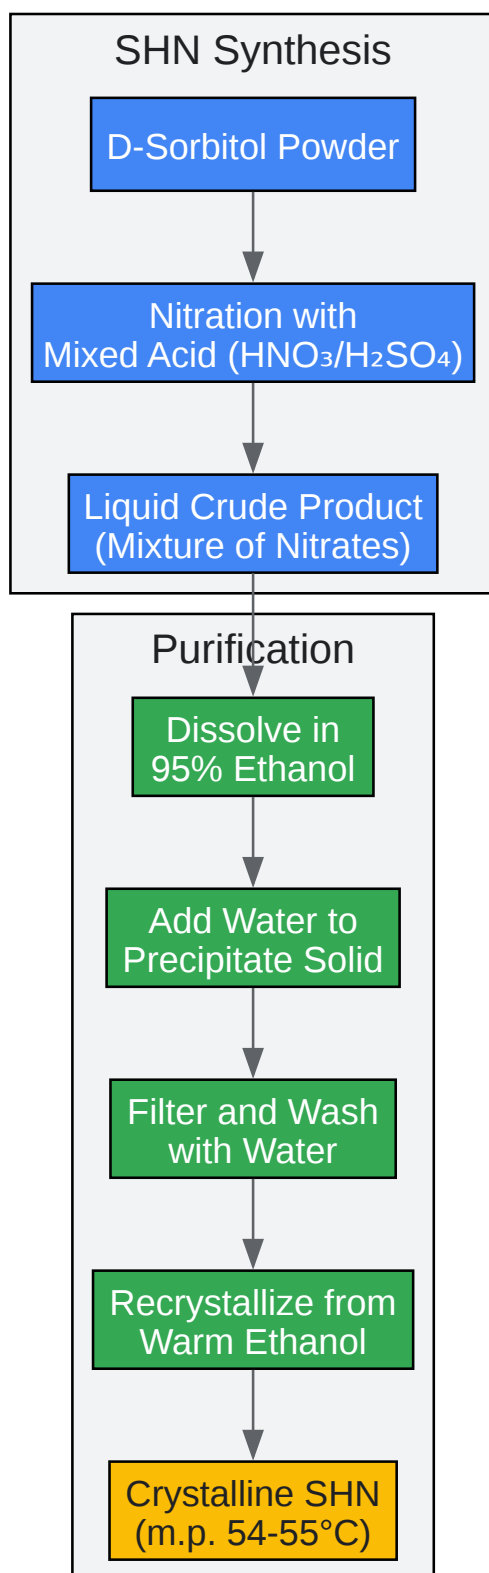 SHN Synthesis
D-Sorbitol Powder
Nitration with
Mixed Acid (HNO₃/H₂SO₄)
Liquid Crude Product
(Mixture of Nitrates)
Purification
Dissolve in
95% Ethanol
Add Water to
Precipitate Solid
Filter and Wash
with Water
Recrystallize from
Warm Ethanol
Crystalline SHN
(m.p. 54-55°C)